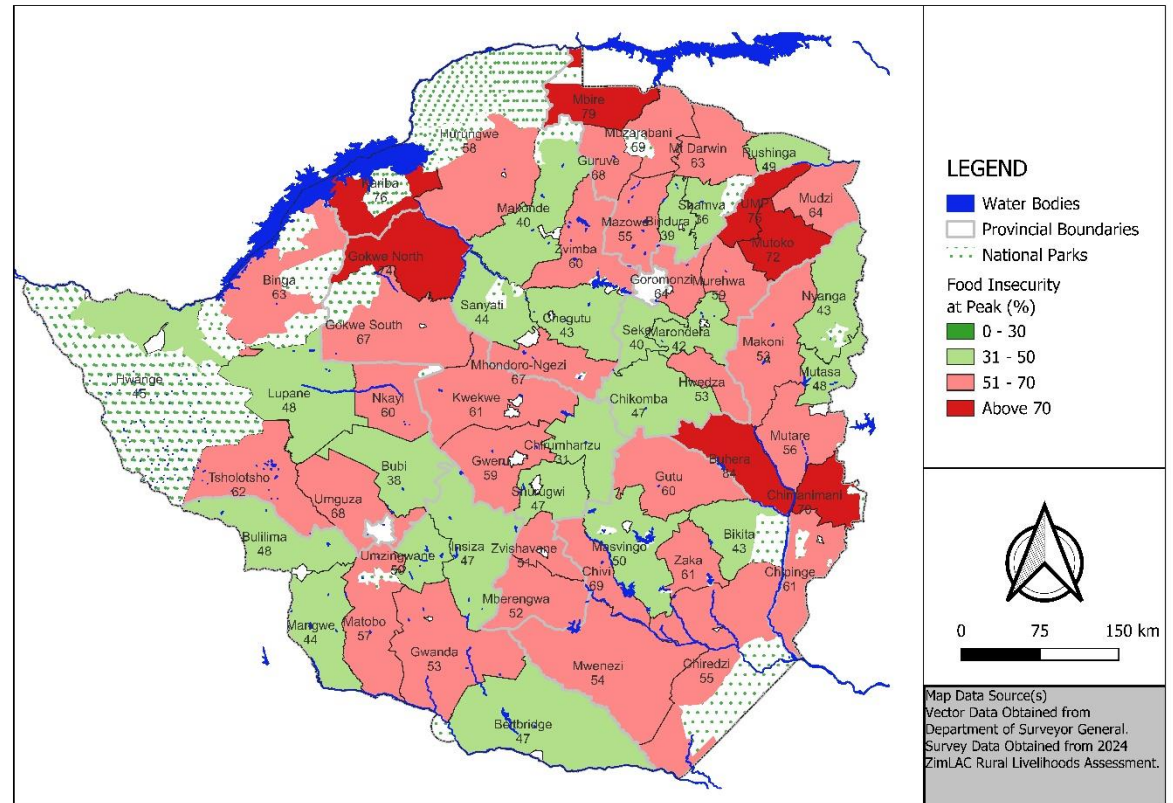 Mbire
79
Hurungwe
58
Muzarabani
69
Mt Darwin
63
Rushinga
49
Guruve
68
Kariba
76
Makonde
40
Mazowe
55
Bindura
39
Shamva
36
UMP
Mudzi
64
Mutoko
72
Zvimba
60
Gokwe North
74
Binga
63
Goromonzi
64
Murehwa
Nyanga
43
Sanyati
44
Chegutu
43
Seke
40
Marondera
42
Makoni
Gokwe South
67
Mhondoro-Ngezi
67
Hwedza
53
Mutasa
48
Hwange
45
Lupane
48
Nkayi
60
Kwekwe
61
Chikomba
47
Mutare
56
Chirumhanzu
31
Buhera
84
Bubi
38
Gweru
59
Gutu
60
Chimanimani
Tsholotsho
62
Umguza
68
Shurugwi
47
Bulilima
48
Umzingwane
Insiza
47
Zvishavane
51
Masvingo
50
Bikita
43
Zaka
61
Chivi
69
Chipinge
61
Mberengwa
52
Mangwe
44
Matobo
57
Gwanda
53
Mwenezi
54
Chiredzi
55
Beitbridge
47
LEGEND
Water Bodies
Provincial Boundaries
National Parks
Food Insecurity
at Peak (%)
0 - 30
31 - 50
51 - 70
Above 70
0 75 150 km
Map Data Source(s)
Vector Data Obtained from
Department of Surveyor General.
Survey Data Obtained from 2024
ZimLAC Rural Livelihoods Assessment.